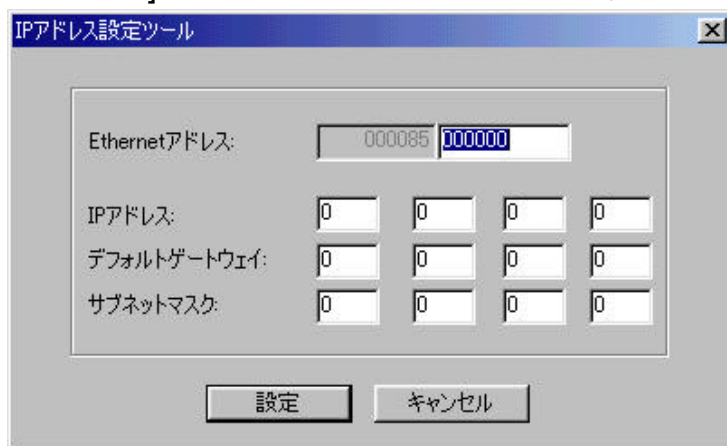 IPアドレス設定ツール
Ethernetアドレス: 000085 000000
IPアドレス: 0 0 0 0
デフォルトゲートウェイ: 0 0 0 0
サブネットマスク: 0 0 0 0
設定 キャンセル